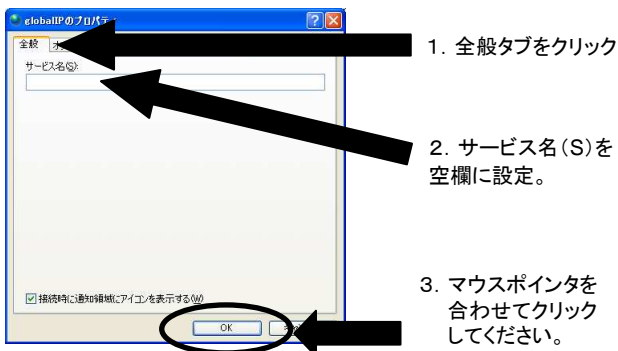 globalIPのプロパティ
全般
サービス名(S):
接続時に通知領域にアイコンを表示する(W)
OK
1. 全般タブをクリック
2. サービス名(S)を
空欄に設定。
3. マウスポインタを
合わせてクリック
してください。